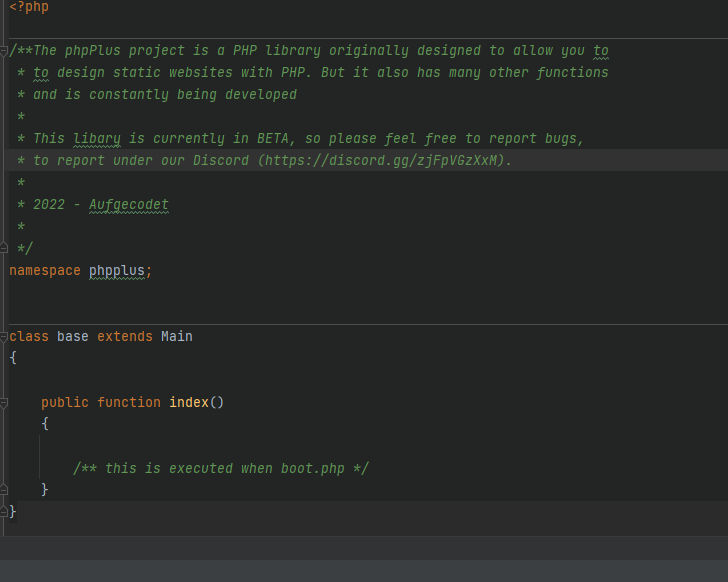 <?php
/**The phpPlus project is a PHP library originally designed to allow you to
* to design static websites with PHP. But it also has many other functions
* and is constantly being developed
*
* This libary is currently in BETA, so please feel free to report bugs,
* to report under our Discord (https://discord.gg/zjFpVGzXxM).
*
* 2022 - Aufgecodet
*
*/
namespace phpplus;
class base extends Main
{
public function index()
{
/** this is executed when boot.php */
}
}